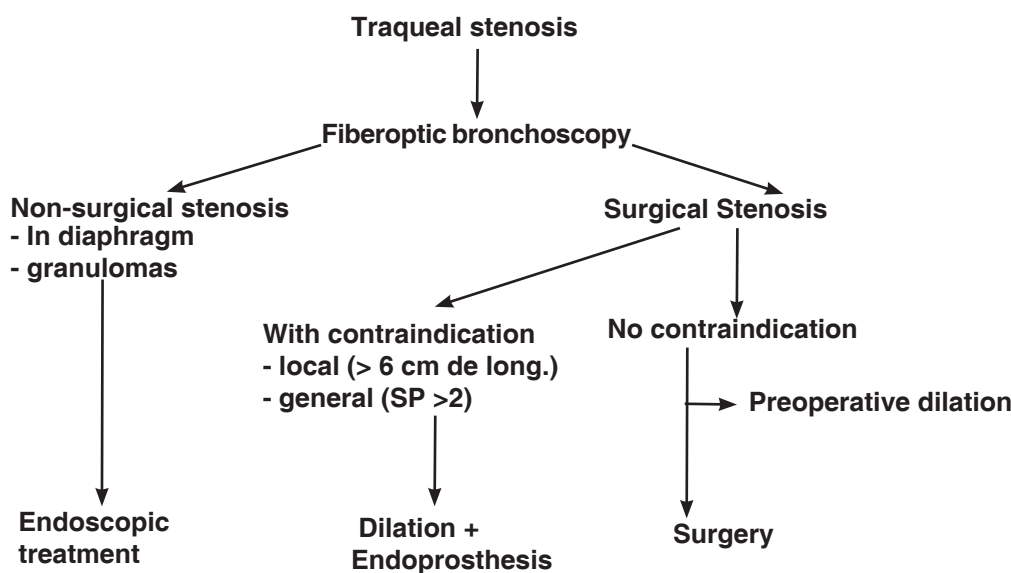 Traqueal stenosis
Fiberoptic bronchoscopy
Non-surgical stenosis
- In diaphragm
- granulomas
Surgical Stenosis
With contraindication
- local (> 6 cm de long.)
- general (SP >2)
No contraindication
Preoperative dilation
Endoscopic
treatment
Dilation +
Endoprosthesis
Surgery